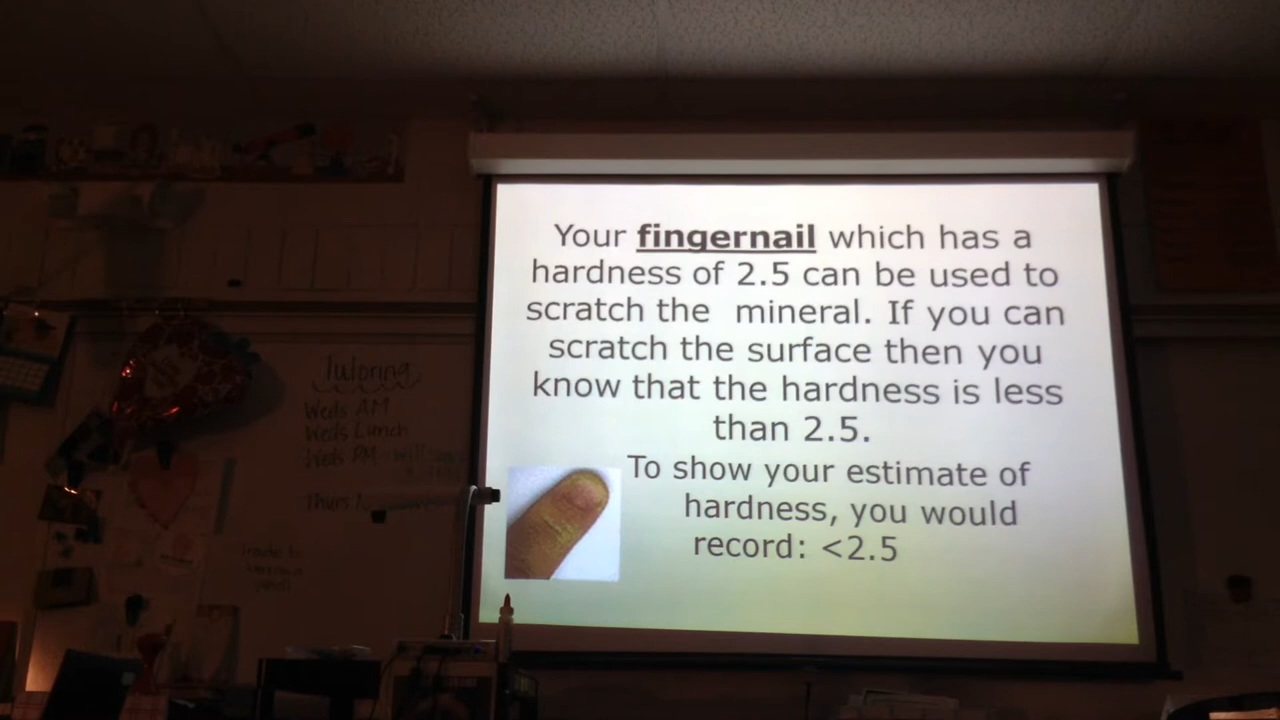 Your fingernail which has a
hardness of 2.5 can be used to
scratch the mineral. If you can
scratch the surface then you
know that the hardness is less
than 2.5.
To show your estimate of
hardness, you would
record: <2.5
Tutoring
Weds AM
Weds Lunch
Weds PM
Thurs